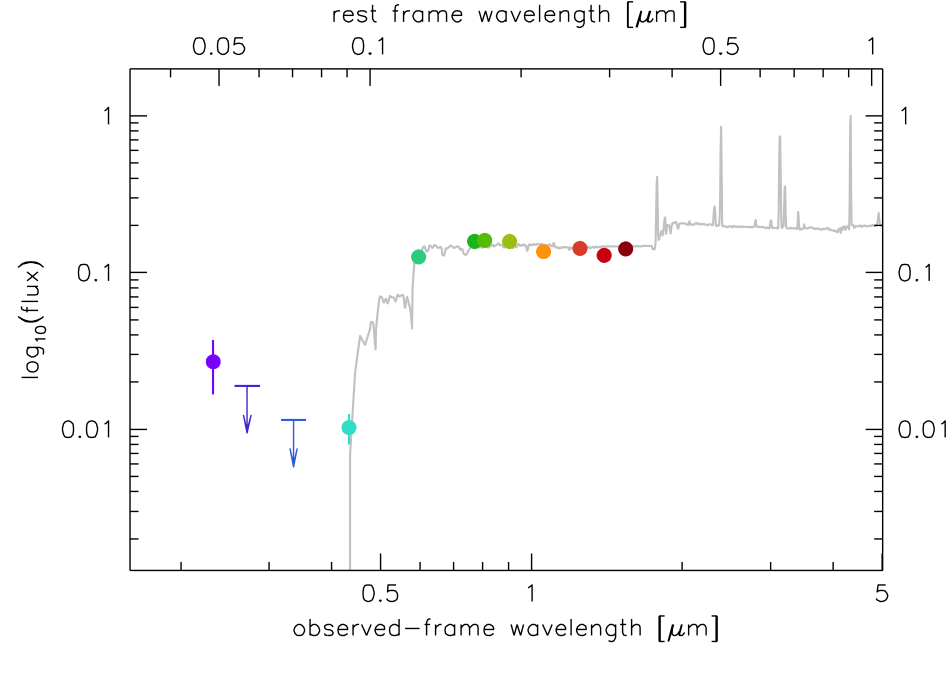 rest frame wavelength [μm]
0.05 0.1 0.5 1
1 1
0.1 0.1
log10(flux)
0.01 0.01
0.5 1 5
observed-frame wavelength [μm]